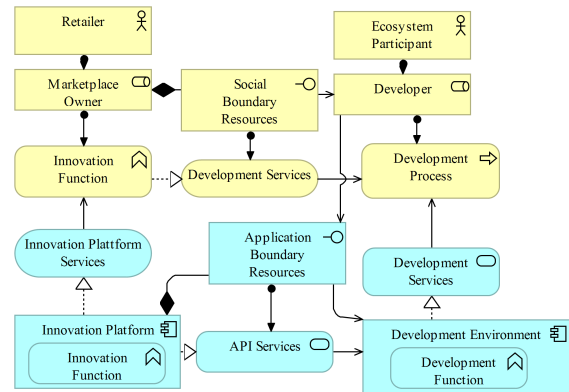 Retailer
Ecosystem
Participant
Marketplace
Owner
Social
Boundary
Resources
Developer
Innovation
Function
Development Services
Development
Process
Innovation Plattform
Services
Application
Boundary
Resources
Development
Services
Innovation Platform
Innovation
Function
API Services
Development Environment
Development
Function